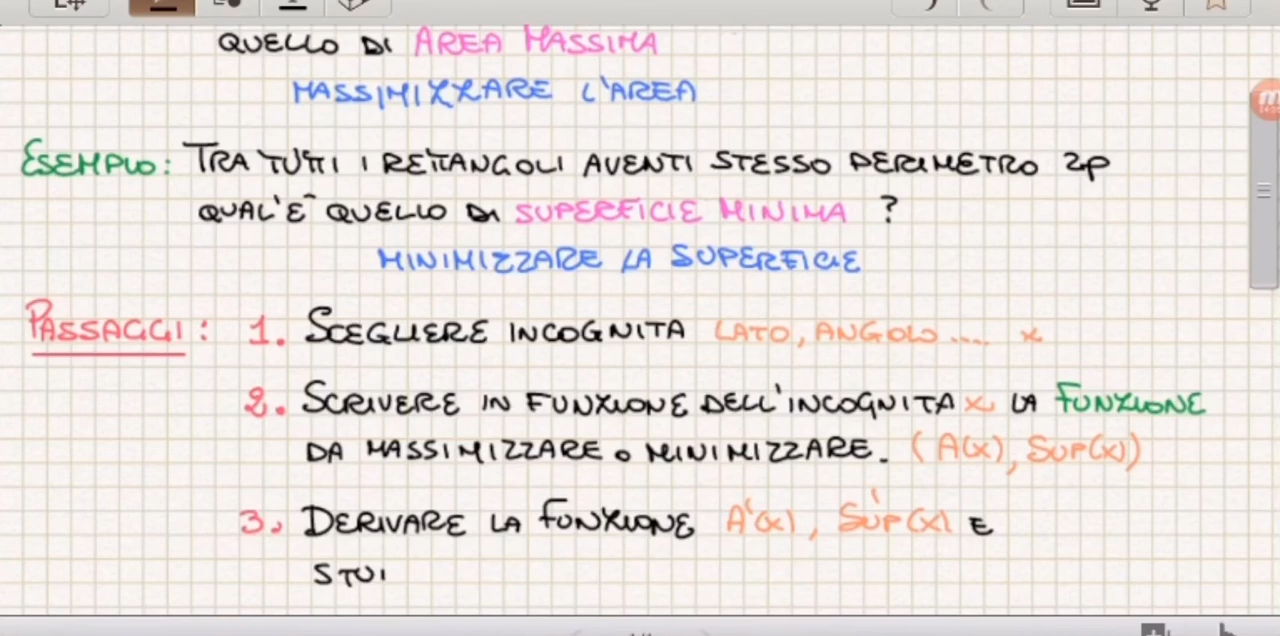 QUELLO DI AREA MASSIMA
MASSIMIZZARE L'AREA
ESEMPIO: TRA TUTTI I RETTANGOLI AVENTI STESSO PERIMETRO 2P
QUAL'È QUELLO DI SUPERFICIE MINIMA ?
MINIMIZZARE LA SUPERFICIE
PASSAGGI: 1. SCEGLIERE INCOGNITA LATO, ANGOLO .... x
2. SCRIVERE IN FUNZIONE DELL'INCOGNITA x LA FUNZIONE
DA MASSIMIZZARE O MINIMIZZARE. (A(x), SUP(x))
3. DERIVARE LA FUNZIONE A'(x), SUP'(x) E
STUI